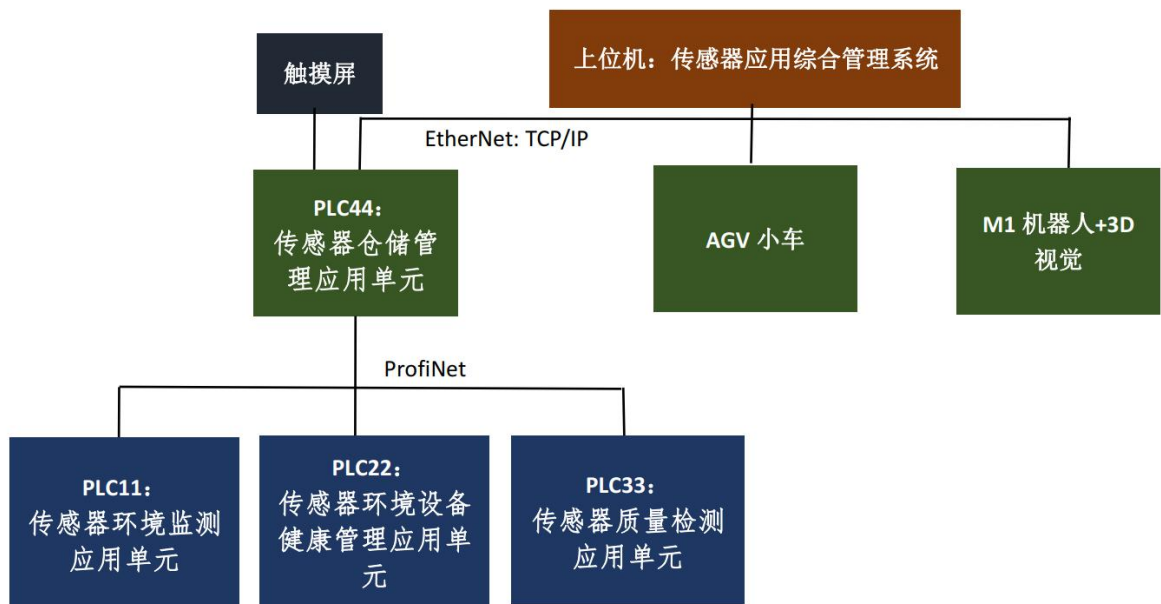 触摸屏
上位机：传感器应用综合管理系统
EtherNet: TCP/IP
PLC44：
传感器仓储管
理应用单元
AGV 小车
M1 机器人+3D
视觉
ProfiNet
PLC11：
传感器环境监测
应用单元
PLC22：
传感器环境设备
健康管理应用单
元
PLC33：
传感器质量检测
应用单元